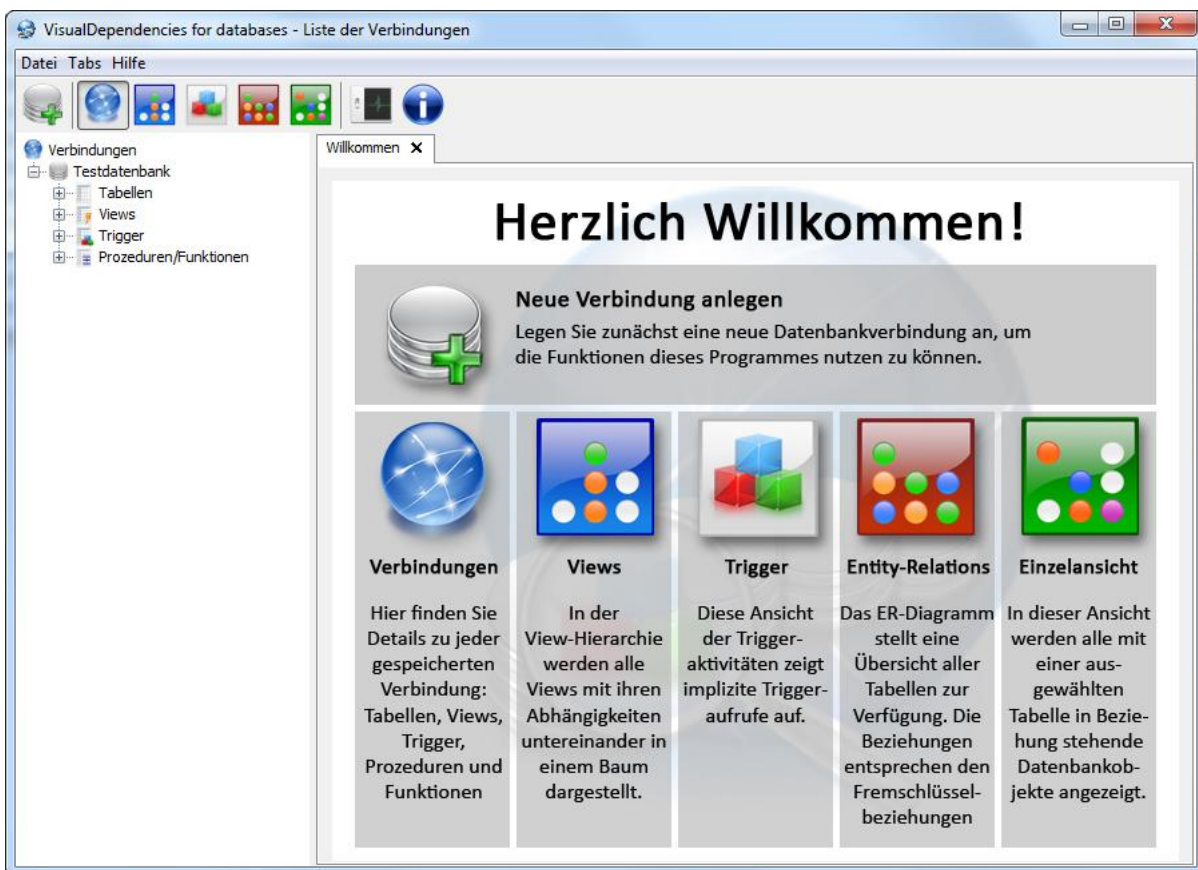 VisualDependencies for databases - Liste der Verbindungen
Datei Tabs Hilfe
Verbindungen
Testdatenbank
Tabellen
Views
Trigger
Prozeduren/Funktionen
Willkommen
Herzlich Willkommen!
Neue Verbindung anlegen
Legen Sie zunächst eine neue Datenbankverbindung an, um
die Funktionen dieses Programmes nutzen zu können.
Verbindungen
Hier finden Sie
Details zu jeder
gespeicherten
Verbindung:
Tabellen, Views,
Trigger,
Prozeduren und
Funktionen
Views
In der
View-Hierarchie
werden alle
Views mit ihren
Abhängigkeiten
untereinander in
einem Baum
dargestellt.
Trigger
Diese Ansicht
der Trigger-
aktivitäten zeigt
implizite Trigger-
aufrufe auf.
Entity-Relations
Das ER-Diagramm
stellt eine
Übersicht aller
Tabellen zur
Verfügung. Die
Beziehungen
entsprechen den
Fremschlüssel-
beziehungen
Einzelansicht
In dieser Ansicht
werden alle mit
einer aus-
gewählten
Tabelle in Bezie-
hung stehende
Datenbankob-
jekte angezeigt.